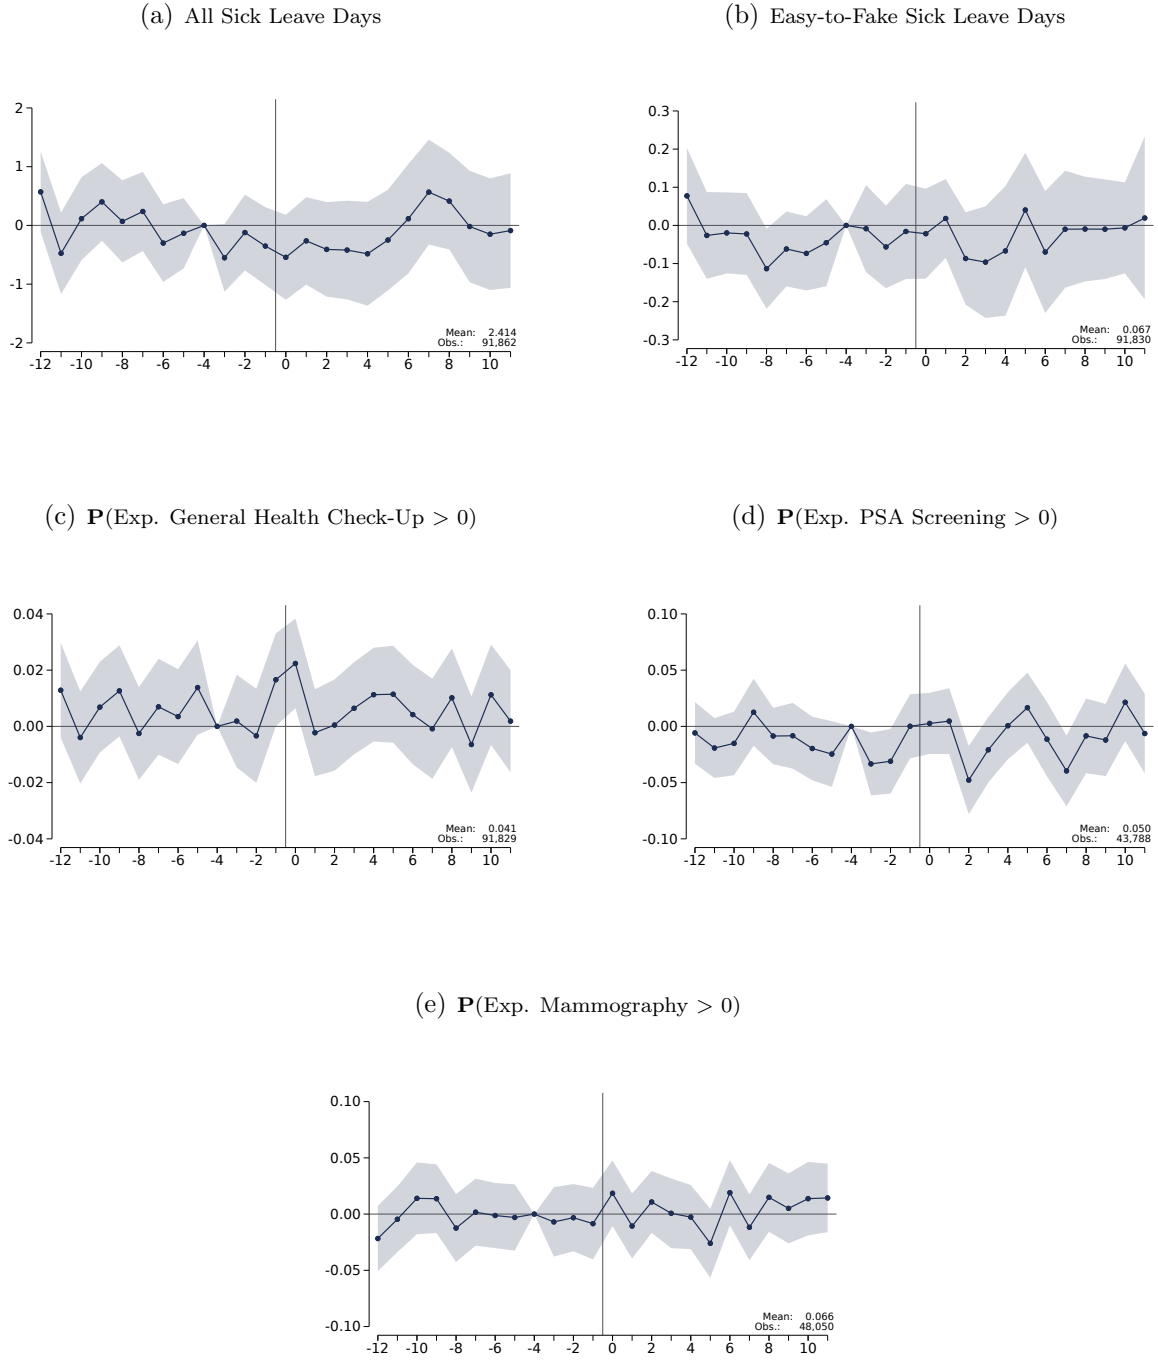 (a) All Sick Leave Days
2
1
0
-1
-2
Mean: 2.414
Obs.: 91,862
-12 -10 -8 -6 -4 -2 0 2 4 6 8 10
(b) Easy-to-Fake Sick Leave Days
0.3
0.2
0.1
0.0
-0.1
-0.2
-0.3
Mean: 0.067
Obs.: 91,830
-12 -10 -8 -6 -4 -2 0 2 4 6 8 10
(c) P(Exp. General Health Check-Up > 0)
0.04
0.02
0.00
-0.02
-0.04
Mean: 0.041
Obs.: 91,829
-12 -10 -8 -6 -4 -2 0 2 4 6 8 10
(d) P(Exp. PSA Screening > 0)
0.10
0.05
0.00
-0.05
-0.10
Mean: 0.050
Obs.: 43,788
-12 -10 -8 -6 -4 -2 0 2 4 6 8 10
(e) P(Exp. Mammography > 0)
0.10
0.05
0.00
-0.05
-0.10
Mean: 0.066
Obs.: 48,050
-12 -10 -8 -6 -4 -2 0 2 4 6 8 10